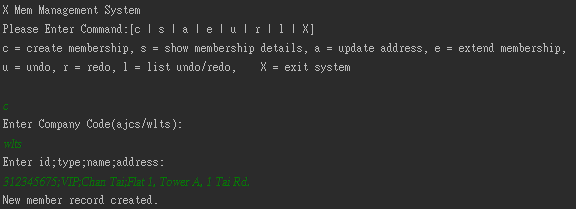 X Mem Management System
Please Enter Command:[c | s | a | e | u | r | l | X]
c = create membership, s = show membership details, a = update address, e = extend membership,
u = undo, r = redo, l = list undo/redo,    X = exit system
c
Enter Company Code(ajcs/wlts):
wlts
Enter id;type;name;address:
312345675;VIP;Chan Tai;Flat 1, Tower A, 1 Tai Rd.
New member record created.